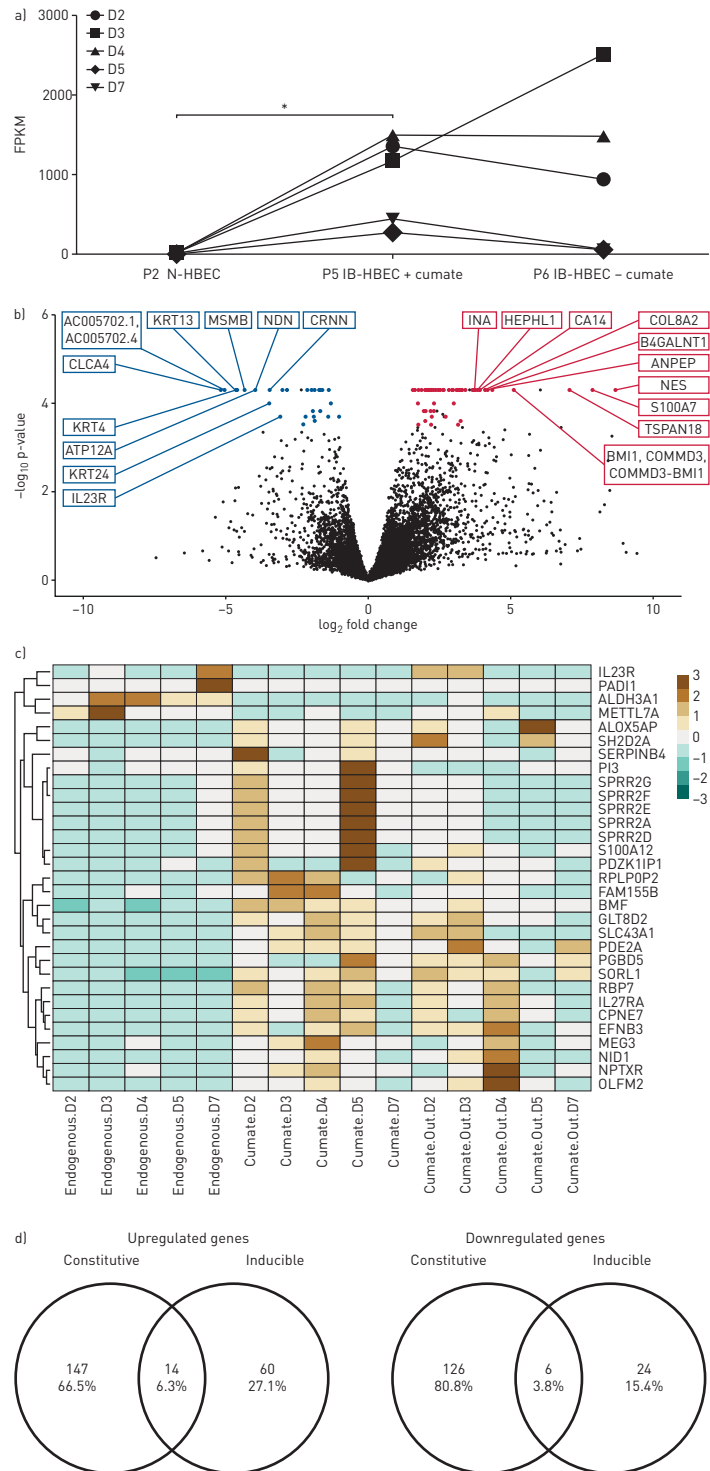 a)
D2
D3
D4
D5
D7
3000
2000
1000
0
FPKM
*
P2 N-HBEC
P5 IB-HBEC + cumate
P6 IB-HBEC – cumate
b)
–6
4
2
0
–log10 p-value
AC005702.1,
AC005702.4
KRT13
MSMB
NDN
CRNN
CLCA4
KRT4
ATP12A
KRT24
IL23R
INA
HEPHL1
CA14
COL8A2
B4GALNT1
ANPEP
NES
S100A7
TSPAN18
BMI1, COMMD3,
COMMD3-BMI1
–10
–5
0
5
10
log2 fold change
c)
IL23R
PADI1
ALDH3A1
METTL7A
ALOX5AP
SH2D2A
SERPINB4
PI3
SPRR2G
SPRR2F
SPRR2E
SPRR2A
SPRR2D
S100A12
PDZK1IP1
RPLP0P2
FAM155B
BMF
GLT8D2
SLC43A1
PDE2A
PGBD5
SORL1
RBP7
IL27RA
CPNE7
EFNB3
MEG3
NID1
NPTXR
OLFM2
3
2
1
0
–1
–2
–3
Endogenous.D2
Endogenous.D3
Endogenous.D4
Endogenous.D5
Endogenous.D7
Cumate.D2
Cumate.D3
Cumate.D4
Cumate.D5
Cumate.D7
Cumate.Out.D2
Cumate.Out.D3
Cumate.Out.D4
Cumate.Out.D5
Cumate.Out.D7
d)
Upregulated genes
Constitutive
Inducible
147
66.5%
14
6.3%
60
27.1%
Downregulated genes
Constitutive
Inducible
126
80.8%
6
3.8%
24
15.4%